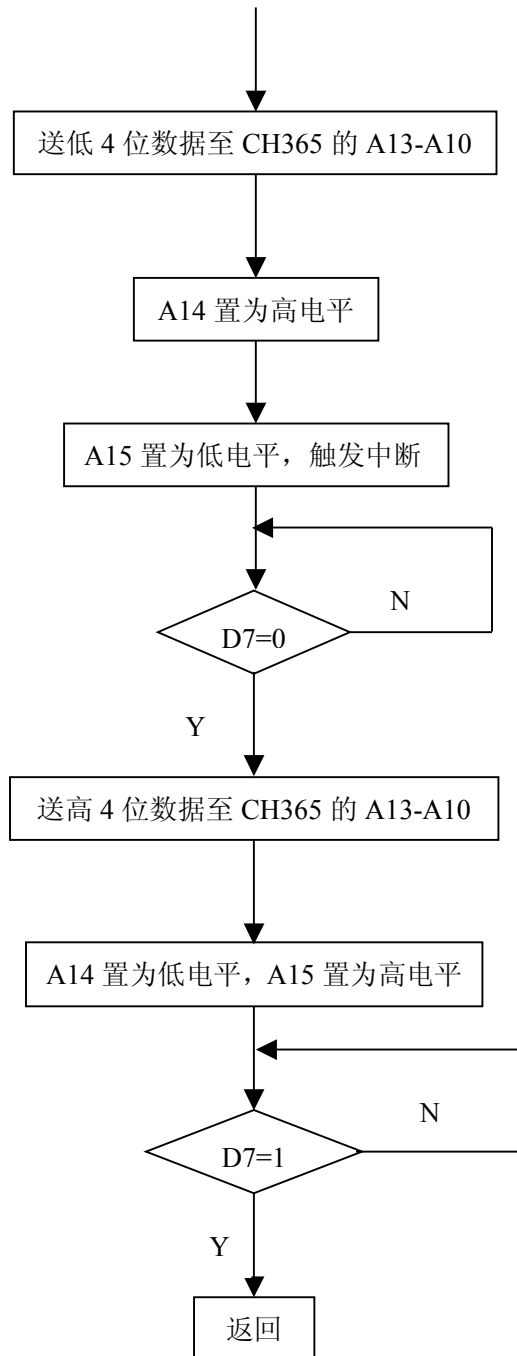 送低 4 位数据至 CH365 的 A13-A10
A14 置为高电平
A15 置为低电平，触发中断
N
D7=0
Y
送高 4 位数据至 CH365 的 A13-A10
A14 置为低电平，A15 置为高电平
N
D7=1
Y
返回